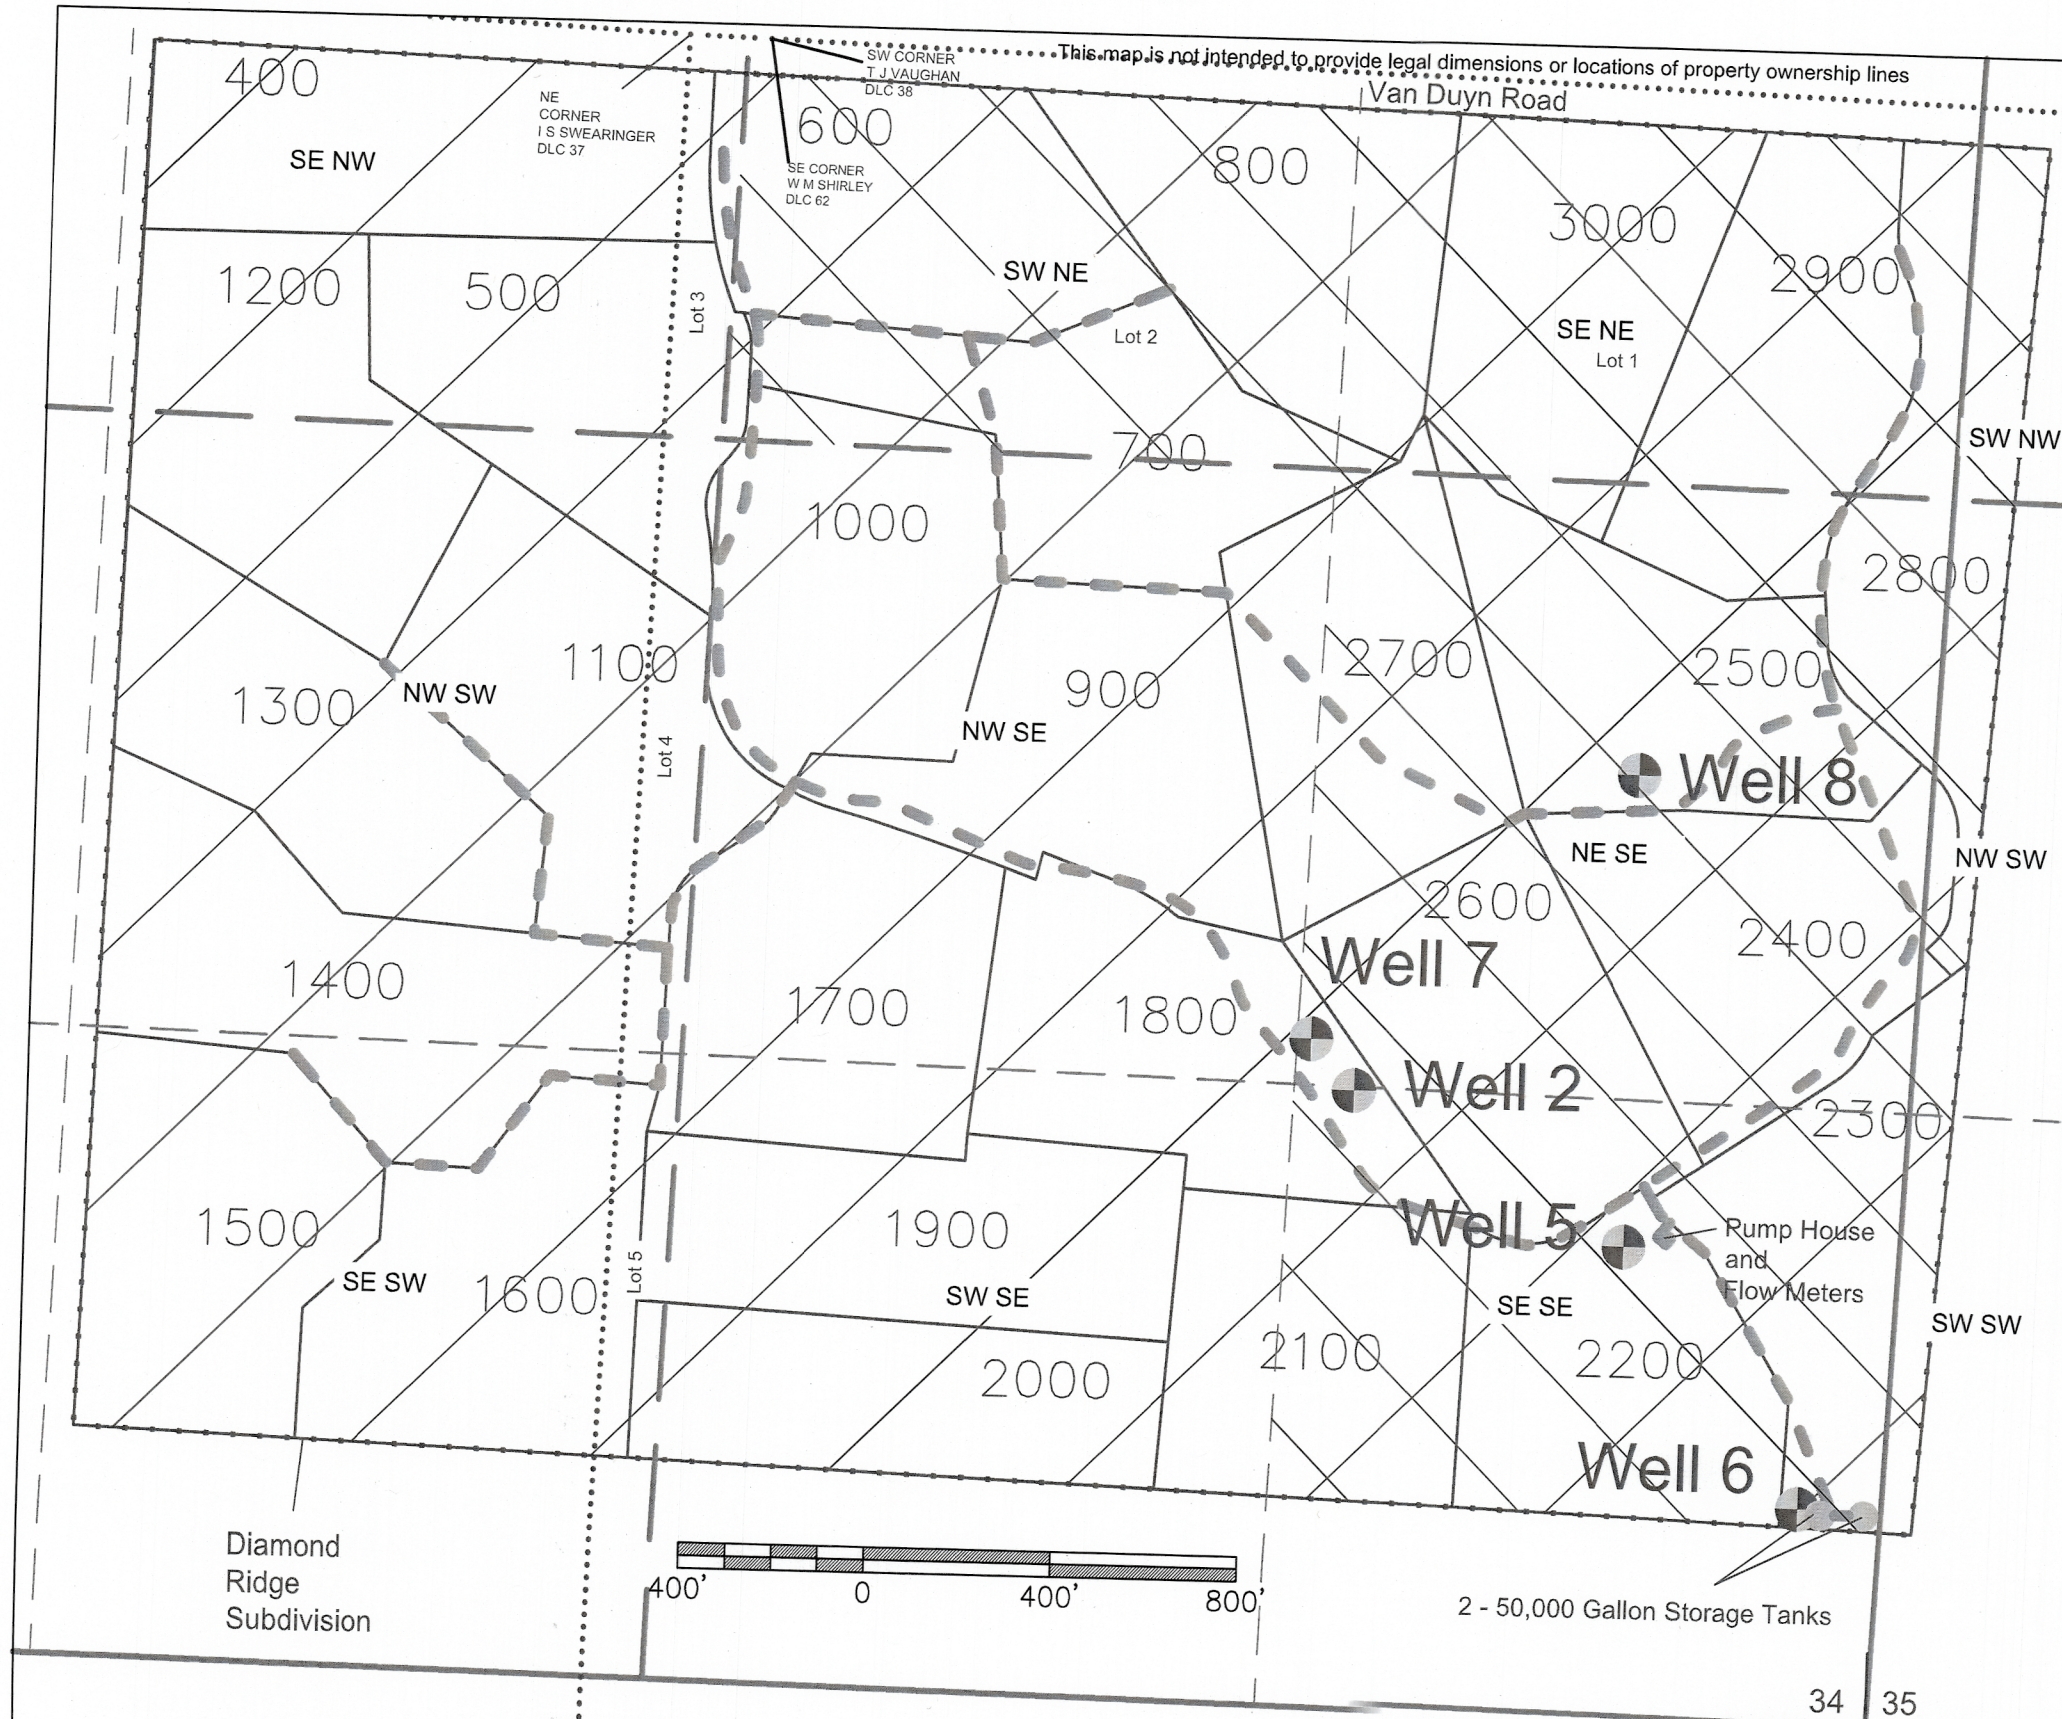 This map is not intended to provide legal dimensions or locations of property ownership lines
Van Duyn Road
SW CORNER
T J VAUGHAN
DLC 38
400
NE
CORNER
I S SWEARINGER
DLC 37
600
SE CORNER
W M SHIRLEY
DLC 62
800
SE NW
3000
2900
SW NE
1200
500
Lot 3
Lot 2
SE NE
Lot 1
SW NW
700
1000
2800
1100
2700
2500
1300
NW SW
900
NW SE
Lot 4
Well 8
NE SE
NW SW
2600
2400
Well 7
1400
1700
1800
Well 2
2300
1500
1900
Well 5
Pump House
and
Flow Meters
Lot 5
SE SW
1600
SW SE
SE SE
SW SW
2000
2100
2200
Well 6
Diamond
Ridge
Subdivision
400' 0 400' 800'
2 - 50,000 Gallon Storage Tanks
34 35